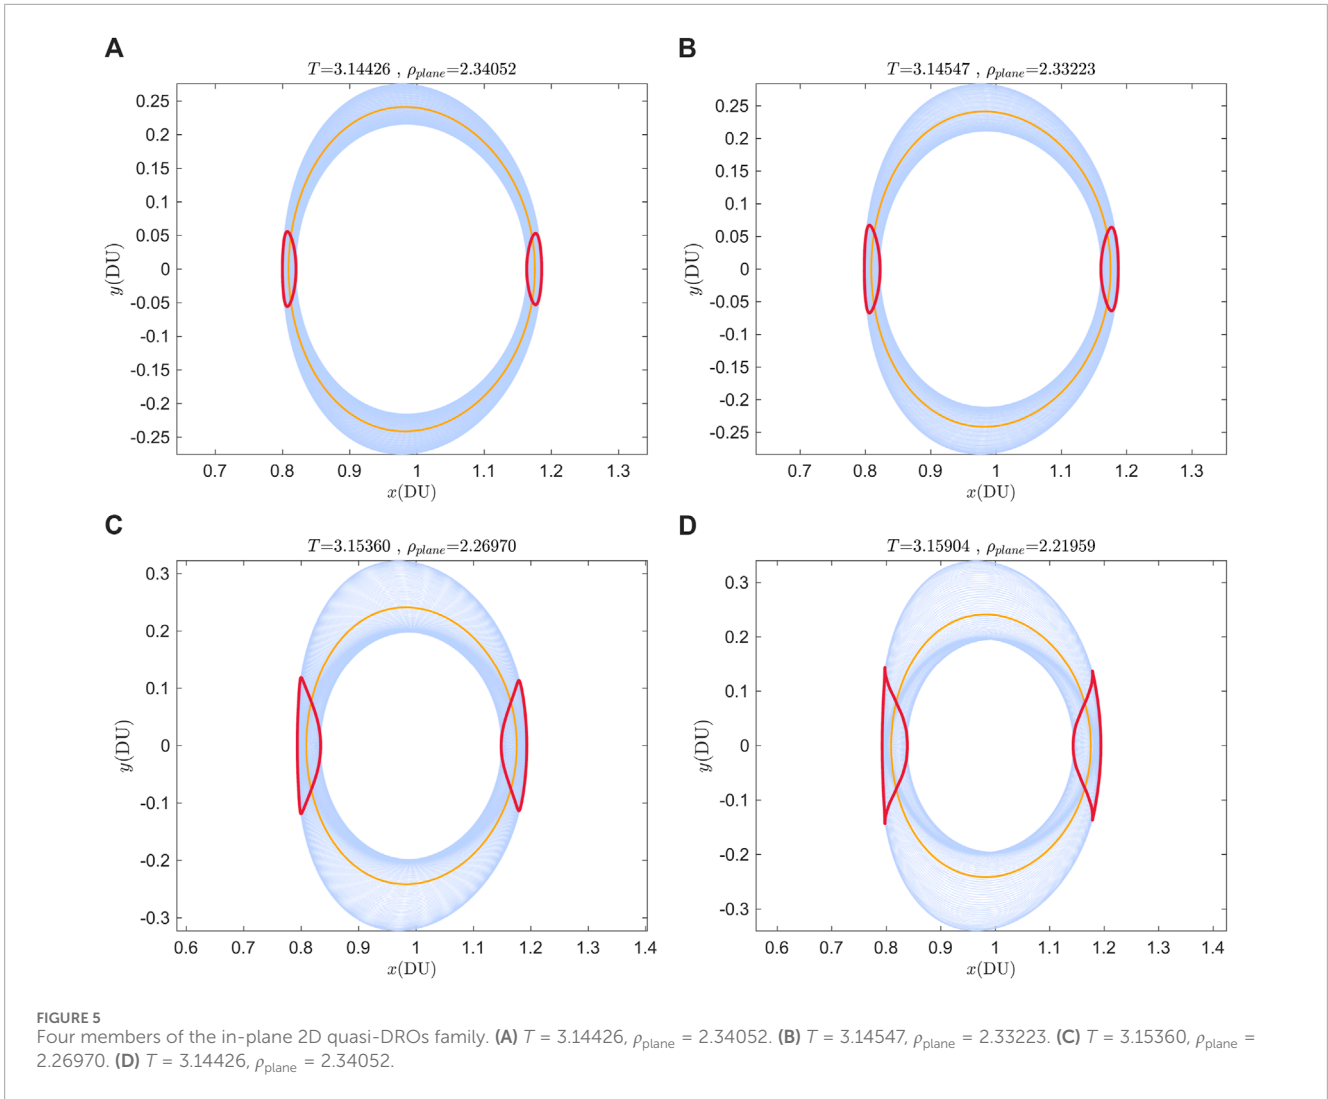 A
T=3.14426 , ρplane=2.34052
0.25
0.2
0.15
0.1
0.05
0
-0.05
-0.1
-0.15
-0.2
-0.25
y(DU)
0.7 0.8 0.9 1 1.1 1.2 1.3
x(DU)
B
T=3.14547 , ρplane=2.33223
0.25
0.2
0.15
0.1
0.05
0
-0.05
-0.1
-0.15
-0.2
-0.25
y(DU)
0.7 0.8 0.9 1 1.1 1.2 1.3
x(DU)
C
T=3.15360 , ρplane=2.26970
0.3
0.2
0.1
0
-0.1
-0.2
-0.3
y(DU)
0.6 0.7 0.8 0.9 1 1.1 1.2 1.3 1.4
x(DU)
D
T=3.15904 , ρplane=2.21959
0.3
0.2
0.1
0
-0.1
-0.2
-0.3
y(DU)
0.6 0.7 0.8 0.9 1 1.1 1.2 1.3 1.4
x(DU)
FIGURE 5
Four members of the in-plane 2D quasi-DROs family. (A) T = 3.14426, ρplane = 2.34052. (B) T = 3.14547, ρplane = 2.33223. (C) T = 3.15360, ρplane =
2.26970. (D) T = 3.14426, ρplane = 2.34052.